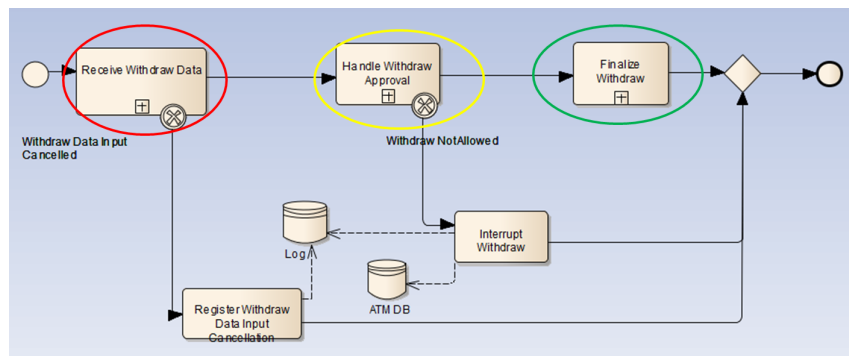 Receive Withdraw Data
Handle Withdraw
Approval
Finalize
Withdraw
Withdraw Data Input
Cancelled
Withdraw NotAllowed
Interrupt
Withdraw
Log
ATM DB
Register Withdraw
Data Input
Cancellation